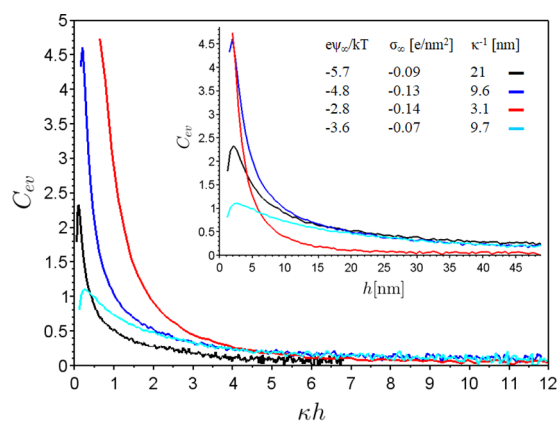 eψ∞/kT σ∞ [e/nm²] κ⁻¹ [nm]
-5.7 -0.09 21
-4.8 -0.13 9.6
-2.8 -0.14 3.1
-3.6 -0.07 9.7
4.5
4
3.5
3
2.5
2
1.5
1
0.5
0
C_ev
0 5 10 15 20 25 30 35 40 45
h[nm]
5
4.5
4
3.5
3
2.5
2
1.5
1
0.5
0
C_ev
0 1 2 3 4 5 6 7 8 9 10 11 12
κh